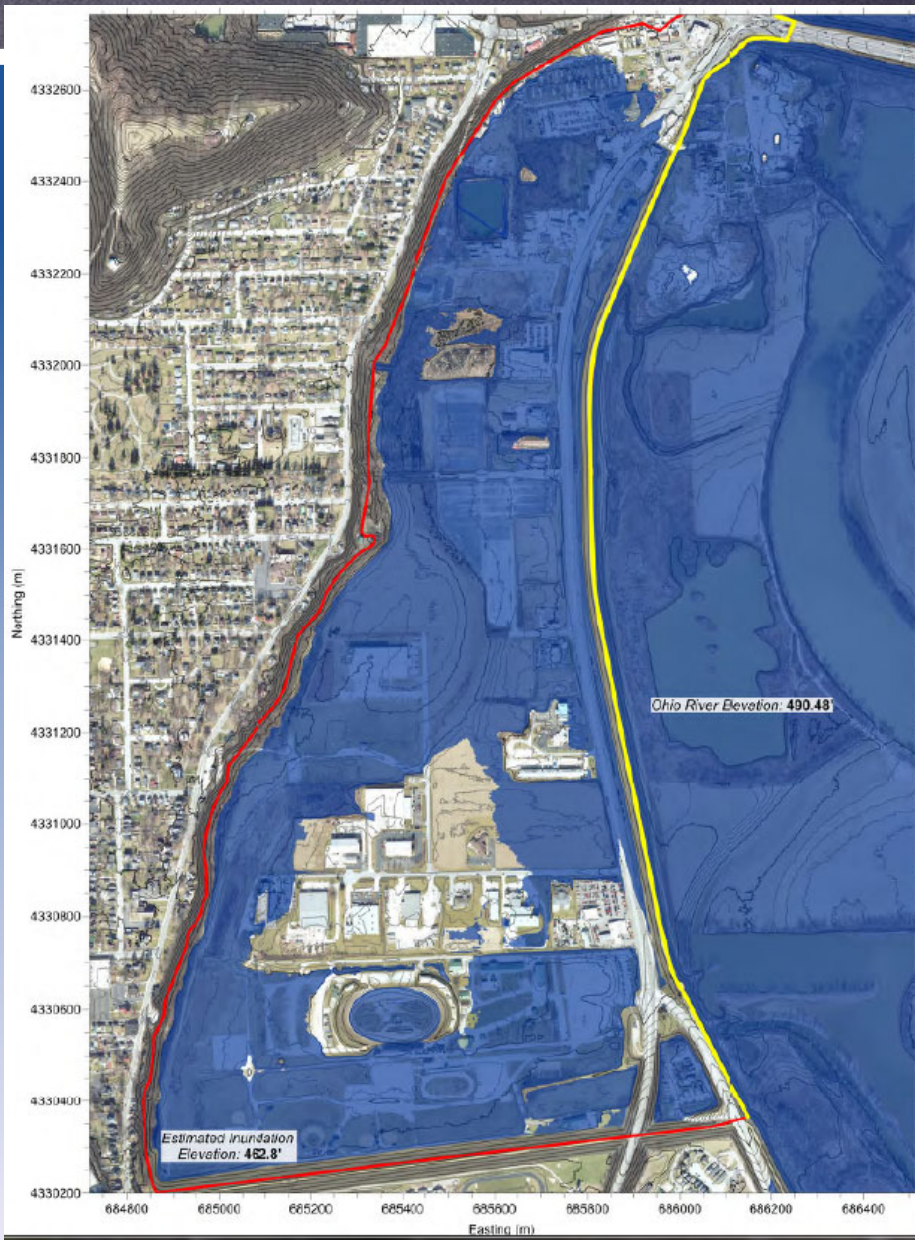 4332600
4332400
4332200
4332000
4331800
4331600
4331400
4331200
4331000
4330800
4330600
4330400
4330200
Northing (m)
Ohio River Elevation: 490.48'
Estimated Inundation
Elevation: 462.8'
684800 685000 685200 685400 685600 685800 686000 686200 686400
Easting (m)